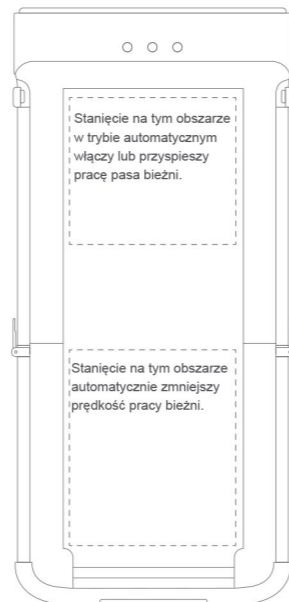 Stanięcie na tym obszarze
w trybie automatycznym
włączy lub przyspieszy
pracę pasa bieżni.
Stanięcie na tym obszarze
automatycznie zmniejszy
prędkość pracy bieżni.